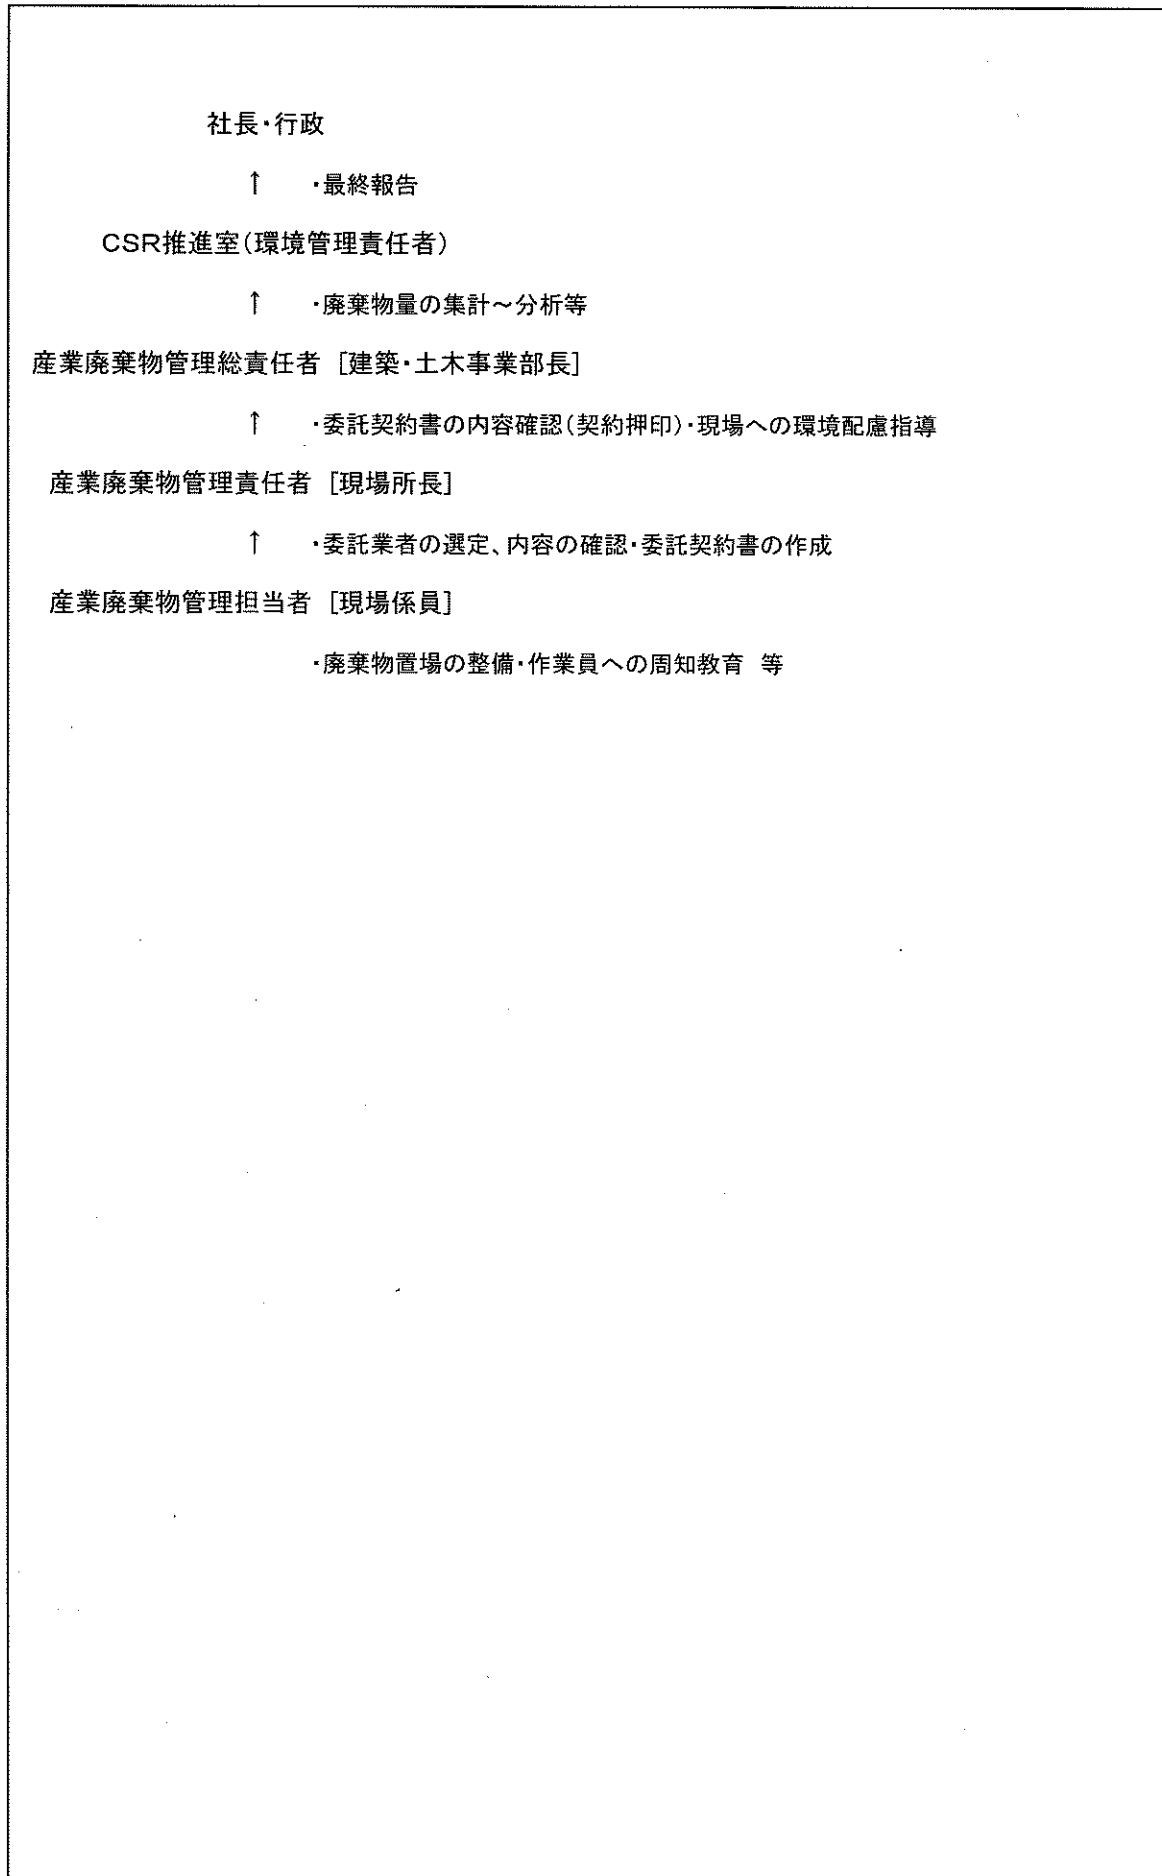 社長・行政
↑ ・最終報告
CSR推進室(環境管理責任者)
↑ ・廃棄物量の集計～分析等
産業廃棄物管理総責任者 [建築・土木事業部長]
↑ ・委託契約書の内容確認(契約押印)・現場への環境配慮指導
産業廃棄物管理責任者 [現場所長]
↑ ・委託業者の選定、内容の確認・委託契約書の作成
産業廃棄物管理担当者 [現場係員]
・廃棄物置場の整備・作業員への周知教育 等